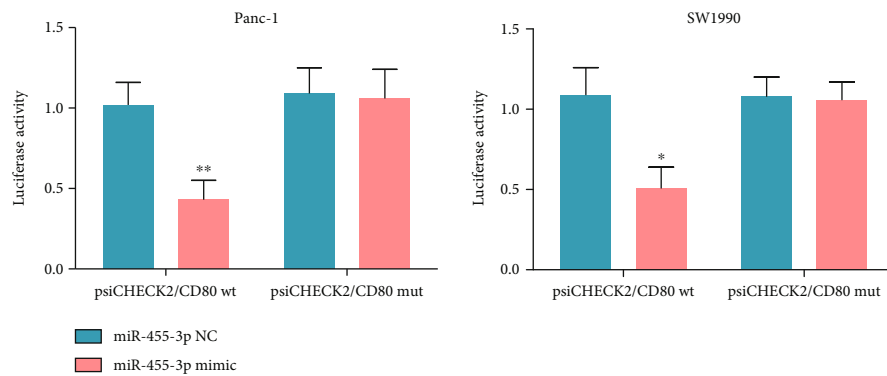 Panc-1
Luciferase activity
1.5
1.0
0.5
0.0
**
psiCHECK2/CD80 wt
psiCHECK2/CD80 mut
SW1990
Luciferase activity
1.5
1.0
0.5
0.0
*
psiCHECK2/CD80 wt
psiCHECK2/CD80 mut
miR-455-3p NC
miR-455-3p mimic